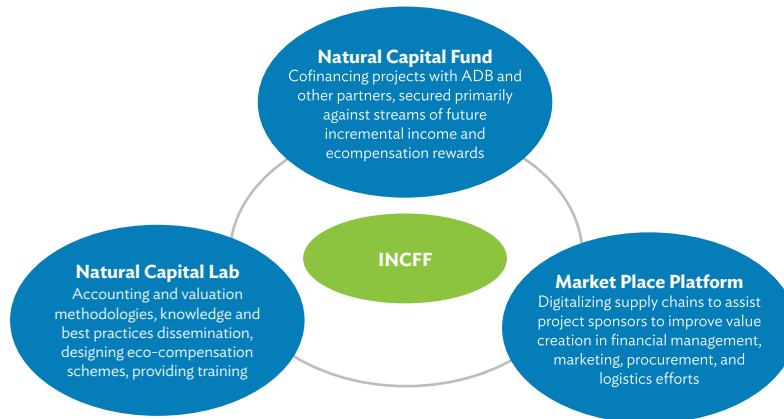 Natural Capital Fund
Cofinancing projects with ADB and
other partners, secured primarily
against streams of future
incremental income and
ecompensation rewards
INCFF
Natural Capital Lab
Accounting and valuation
methodologies, knowledge and
best practices dissemination,
designing eco-compensation
schemes, providing training
Market Place Platform
Digitalizing supply chains to assist
project sponsors to improve value
creation in financial management,
marketing, procurement, and
logistics efforts